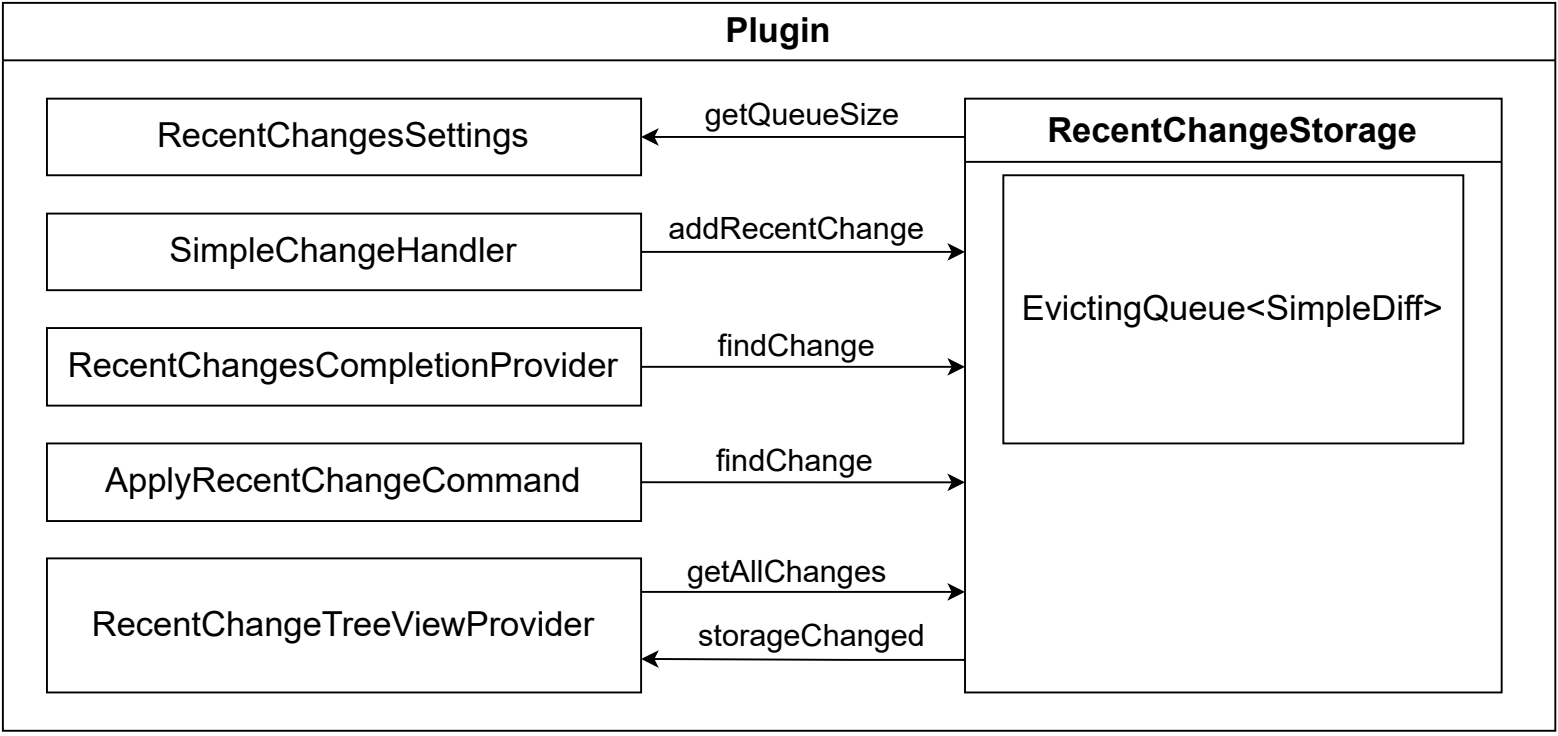 Plugin
RecentChangesSettings
getQueueSize
RecentChangeStorage
SimpleChangeHandler
addRecentChange
EvictingQueue<SimpleDiff>
RecentChangesCompletionProvider
findChange
ApplyRecentChangeCommand
findChange
RecentChangeTreeViewProvider
getAllChanges
storageChanged